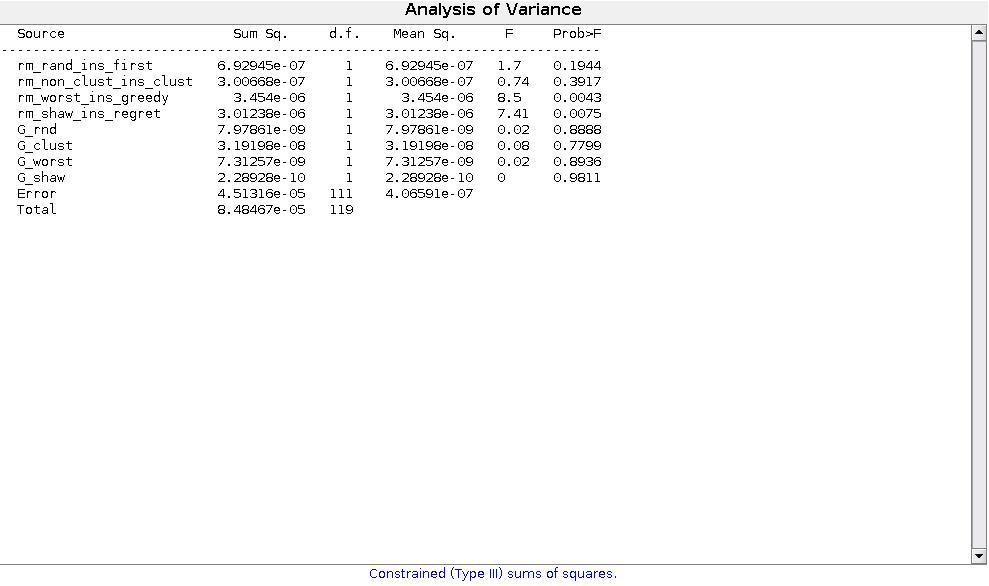 Analysis of Variance
Source Sum Sq. d.f. Mean Sq. F Prob>F
rm_rand_ins_first 6.92945e-07 1 6.92945e-07 1.7 0.1944
rm_non_clust_ins_clust 3.00668e-07 1 3.00668e-07 0.74 0.3917
rm_worst_ins_greedy 3.454e-06 1 3.454e-06 8.5 0.0043
rm_shaw_ins_regret 3.01238e-06 1 3.01238e-06 7.41 0.0075
G_rnd 7.97861e-09 1 7.97861e-09 0.02 0.8888
G_clust 3.19198e-08 1 3.19198e-08 0.08 0.7799
G_worst 7.31257e-09 1 7.31257e-09 0.02 0.8936
G_shaw 2.28928e-10 1 2.28928e-10 0 0.9811
Error 4.51316e-05 111 4.06591e-07
Total 8.48467e-05 119
Constrained (Type III) sums of squares.